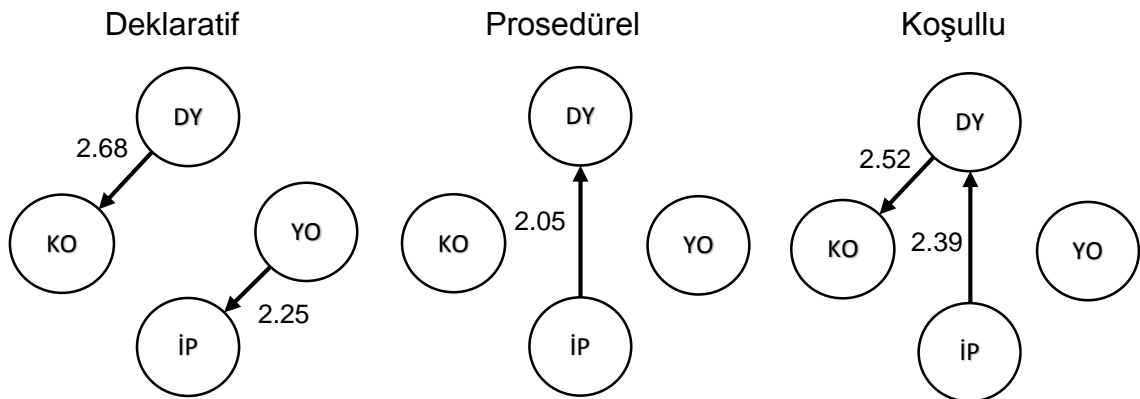 Deklaratif
DY
2.68
KO
YO
2.25
İP
Prosedürel
DY
KO
2.05
YO
İP
Koşullu
DY
2.52
KO
2.39
YO
İP